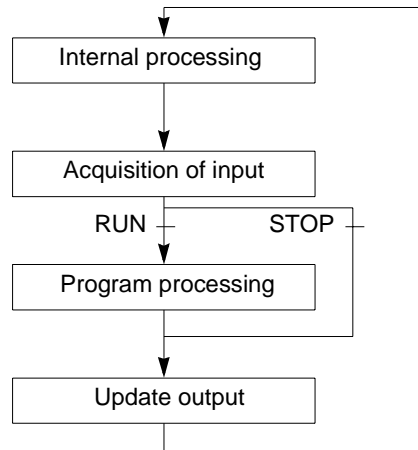 Internal processing
Acquisition of input
RUN STOP
Program processing
Update output